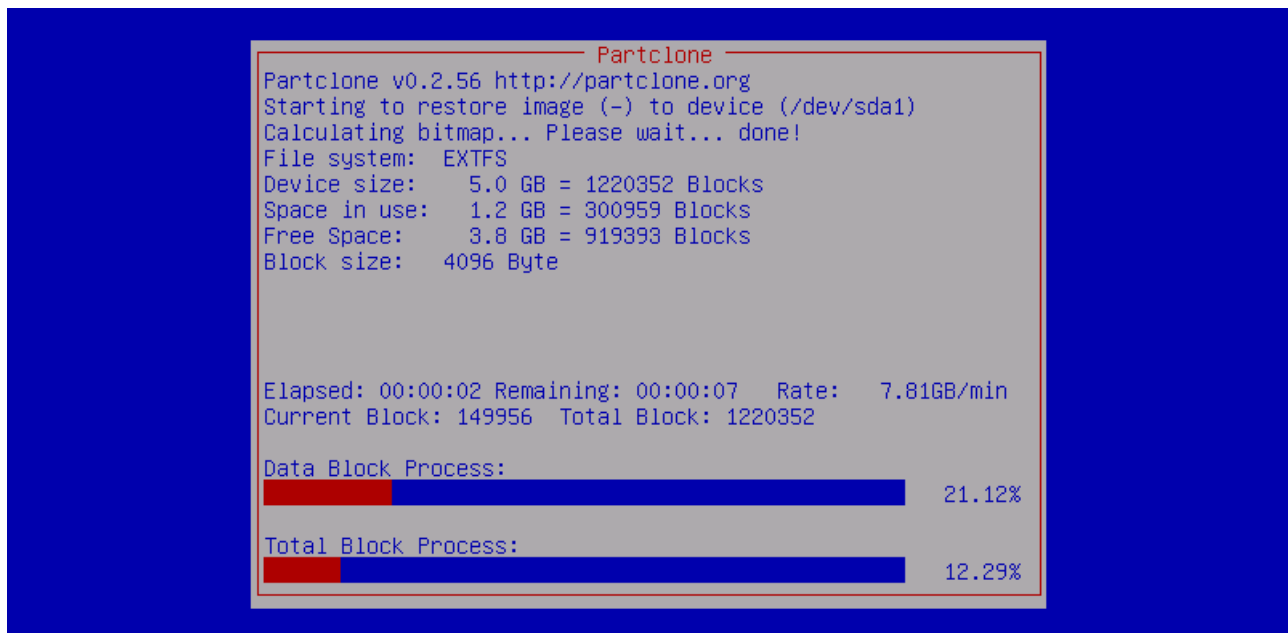 Partclone
Partclone v0.2.56 http://partclone.org
Starting to restore image (-) to device (/dev/sda1)
Calculating bitmap... Please wait... done!
File system:  EXTFS
Device size:    5.0 GB = 1220352 Blocks
Space in use:   1.2 GB = 300959 Blocks
Free Space:     3.8 GB = 919393 Blocks
Block size:   4096 Byte
Elapsed: 00:00:02 Remaining: 00:00:07   Rate:   7.81GB/min
Current Block: 149956  Total Block: 1220352
Data Block Process:
21.12%
Total Block Process:
12.29%